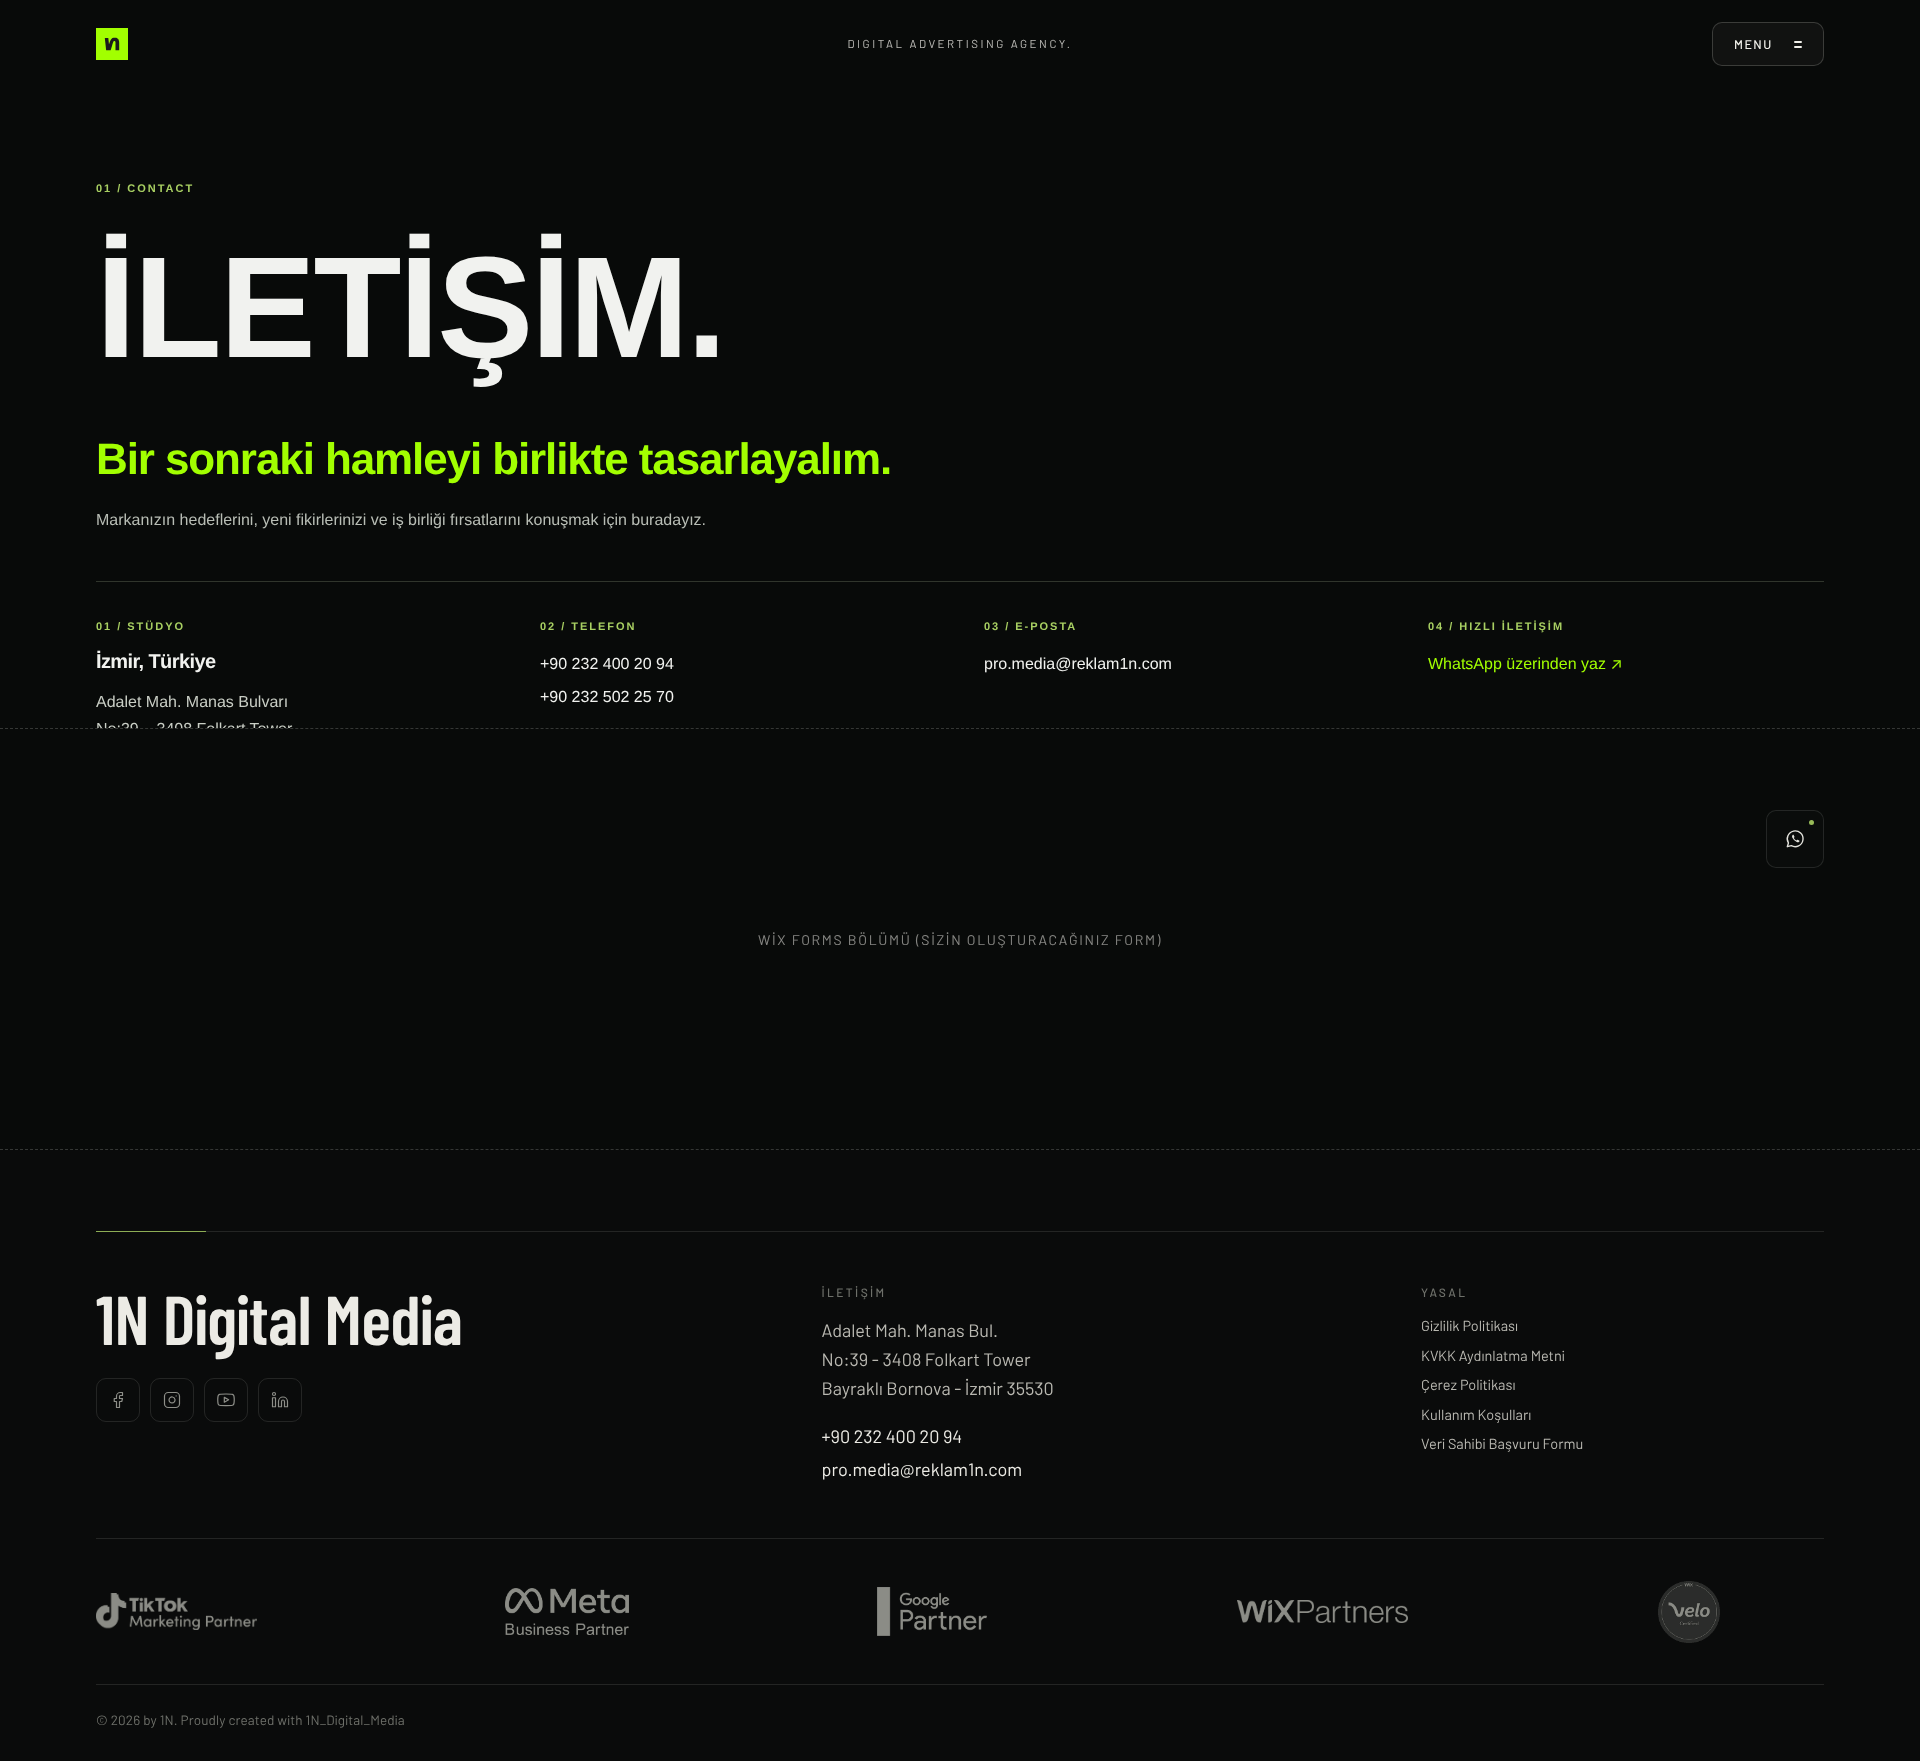 DIGITAL ADVERTISING AGENCY.
MENU
01 / CONTACT
İLETİŞİM.
Bir sonraki hamleyi birlikte tasarlayalım.
Markanızın hedeflerini, yeni fikirlerinizi ve iş birliği fırsatlarını konuşmak için buradayız.
01 / STÜDYO
İzmir, Türkiye
Adalet Mah. Manas Bulvarı
No:39 – 3408 Folkart Tower
02 / TELEFON
+90 232 400 20 94
+90 232 502 25 70
03 / E-POSTA
pro.media@reklam1n.com
04 / HIZLI İLETİŞİM
WhatsApp üzerinden yaz ↗
WİX FORMS BÖLÜMÜ (SİZİN OLUŞTURACAĞINIZ FORM)
1N Digital Media
İLETİŞİM
Adalet Mah. Manas Bul.
No:39 - 3408 Folkart Tower
Bayraklı Bornova - İzmir 35530
+90 232 400 20 94
pro.media@reklam1n.com
YASAL
Gizlilik Politikası
KVKK Aydınlatma Metni
Çerez Politikası
Kullanım Koşulları
Veri Sahibi Başvuru Formu
TikTok
Marketing Partner
Meta
Business Partner
Google
Partner
WiXPartners
WiX
velo
© 2026 by 1N. Proudly created with 1N_Digital_Media